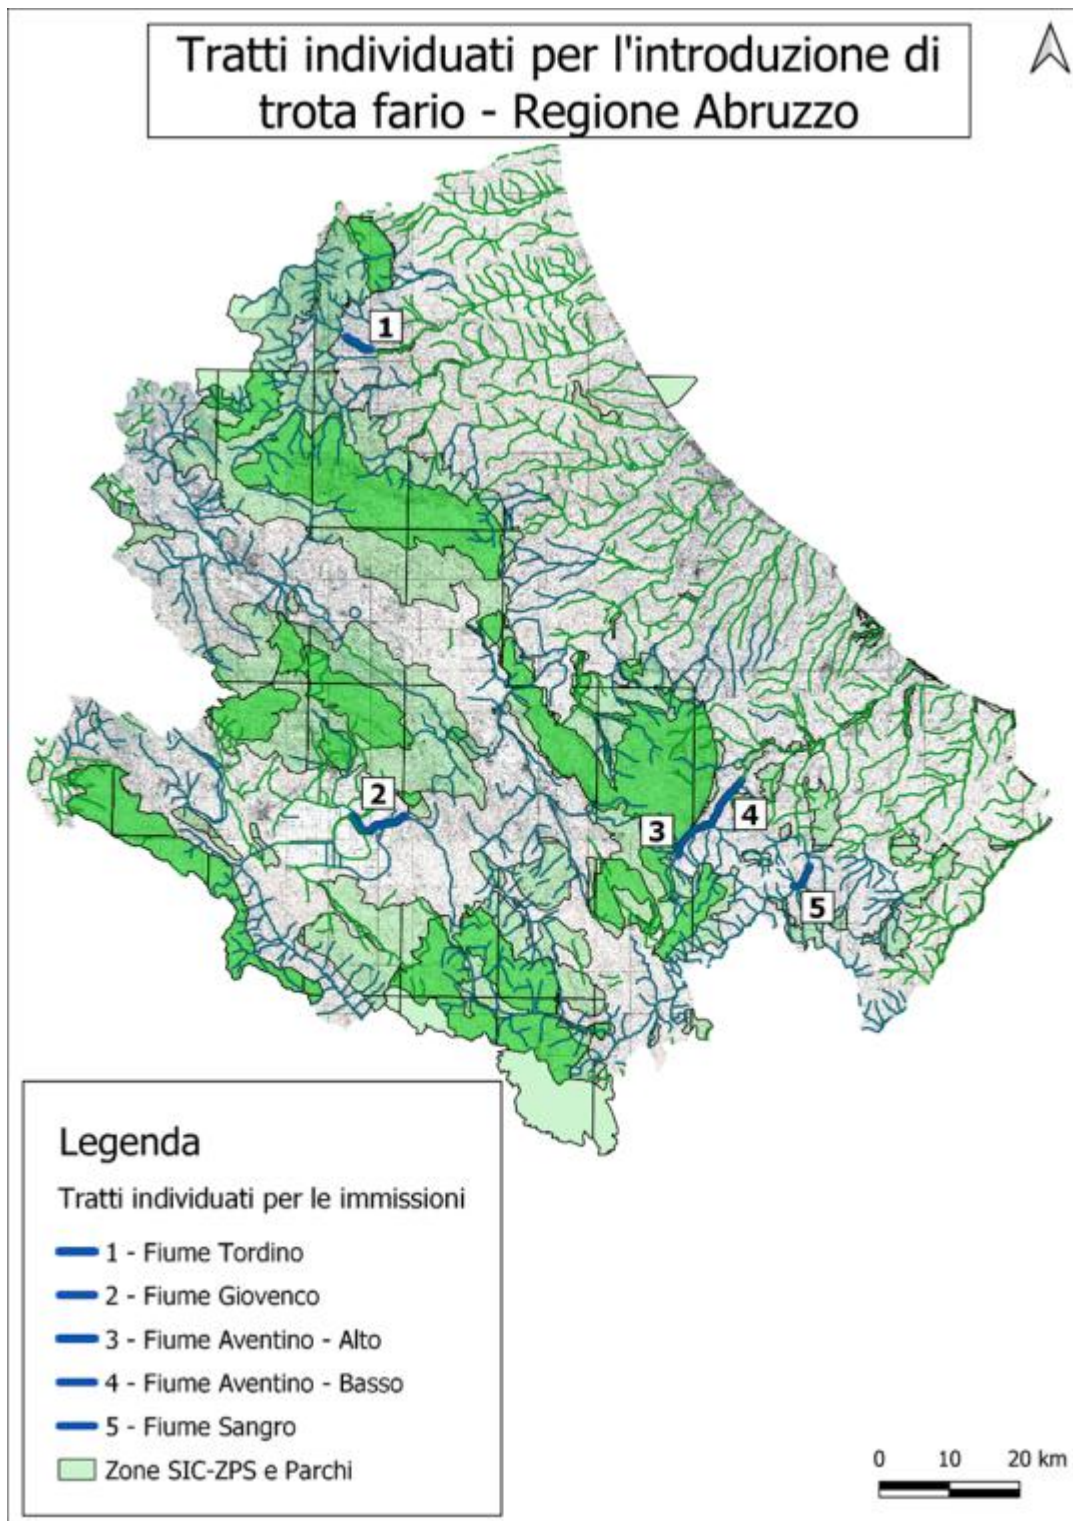 Tratti individuati per l'introduzione di
trota fario - Regione Abruzzo
1
2
3
4
5
Legenda
Tratti individuati per le immissioni
1 - Fiume Tordino
2 - Fiume Giovenco
3 - Fiume Aventino - Alto
4 - Fiume Aventino - Basso
5 - Fiume Sangro
Zone SIC-ZPS e Parchi
0 10 20 km